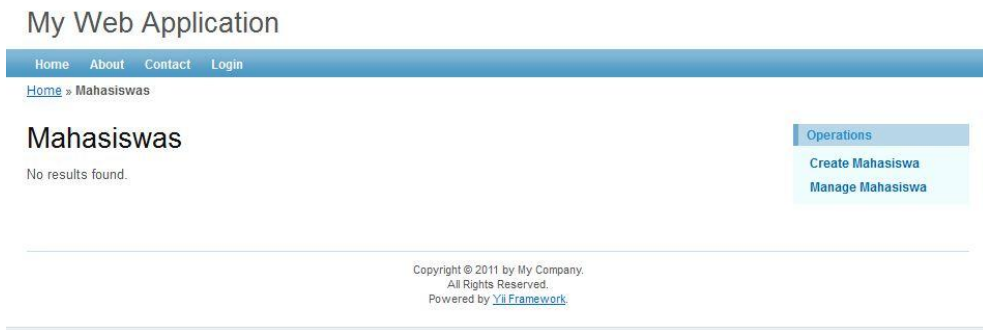 My Web Application
Home About Contact Login
Home » Mahasiswas
Mahasiswas
No results found.
Operations
Create Mahasiswa
Manage Mahasiswa
Copyright © 2011 by My Company.
All Rights Reserved.
Powered by Yii Framework.